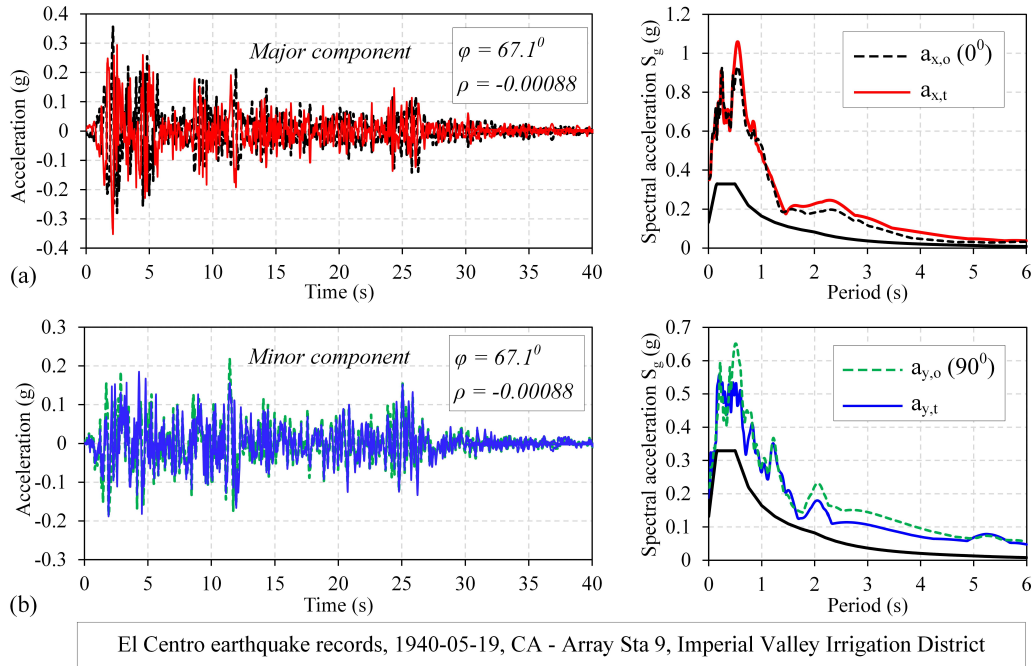 Major component
φ = 67.1⁰
ρ = -0.00088
Acceleration (g)
0.4
0.3
0.2
0.1
0
-0.1
-0.2
-0.3
-0.4
0 5 10 15 20 25 30 35 40
Time (s)
(a)
Spectral acceleration S_g (g)
1.2
1
0.8
0.6
0.4
0.2
0
0 1 2 3 4 5 6
Period (s)
a_x,o (0⁰)
a_x,t
Minor component
φ = 67.1⁰
ρ = -0.00088
Acceleration (g)
0.3
0.2
0.1
0
-0.1
-0.2
-0.3
0 5 10 15 20 25 30 35 40
Time (s)
(b)
Spectral acceleration S_g (g)
0.7
0.6
0.5
0.4
0.3
0.2
0.1
0
0 1 2 3 4 5 6
Period (s)
a_y,o (90⁰)
a_y,t
El Centro earthquake records, 1940-05-19, CA - Array Sta 9, Imperial Valley Irrigation District